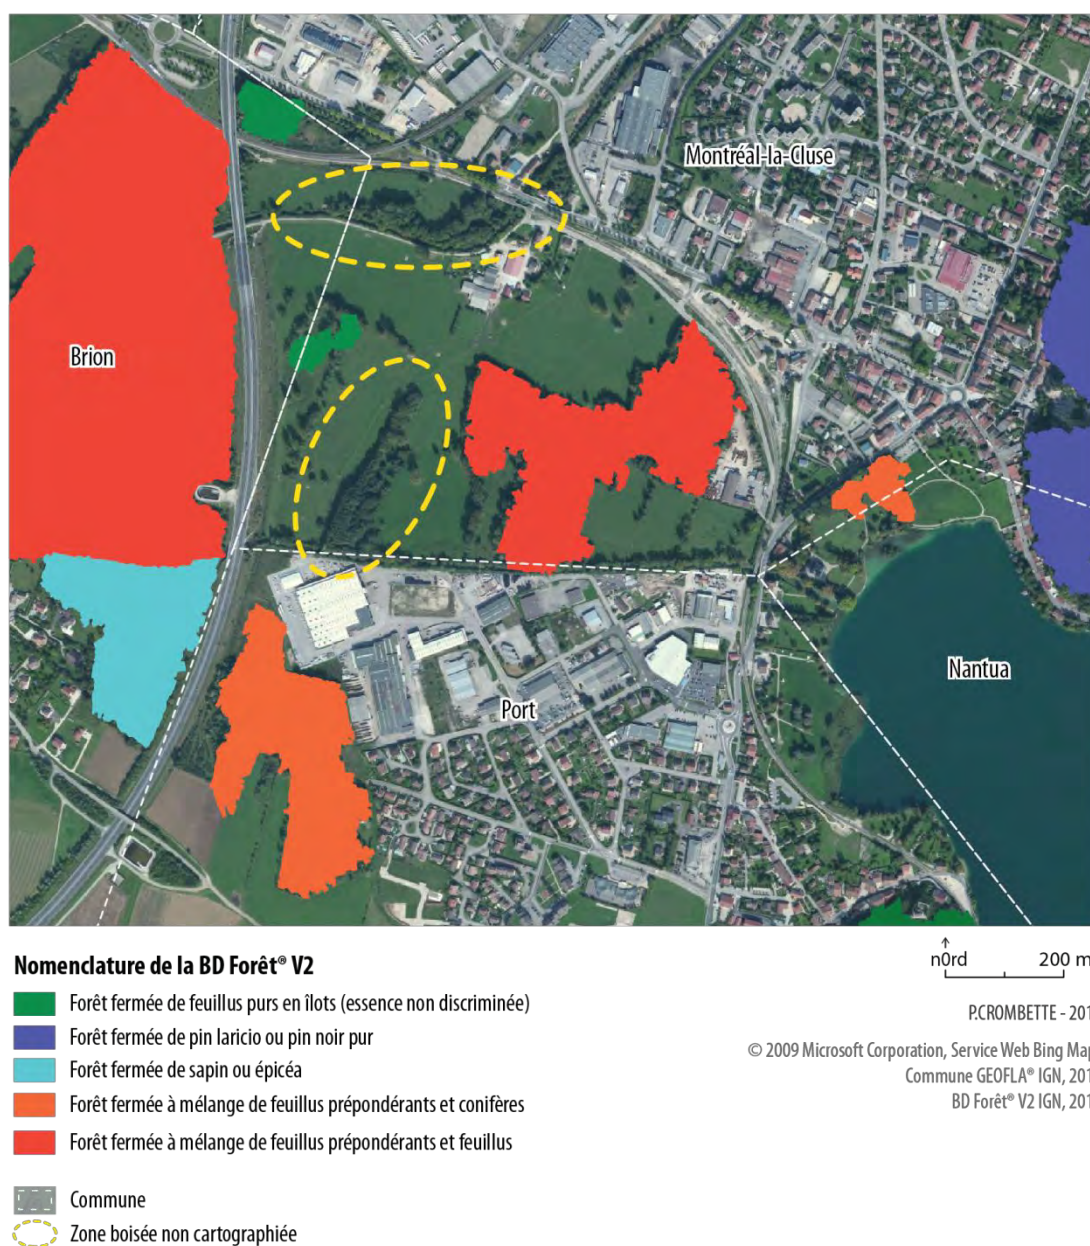 Montréal-la-Cluse
Brion
Nantua
Port
Nomenclature de la BD Forêt® V2
Forêt fermée de feuillus purs en îlots (essence non discriminée)
Forêt fermée de pin laricio ou pin noir pur
Forêt fermée de sapin ou épicéa
Forêt fermée à mélange de feuillus prépondérants et conifères
Forêt fermée à mélange de feuillus prépondérants et feuillus
Commune
Zone boisée non cartographiée
n0rd 200 m
P.CROMBETTE - 201
© 2009 Microsoft Corporation, Service Web Bing Map
Commune GEOFLA® IGN, 201
BD Forêt® V2 IGN, 201